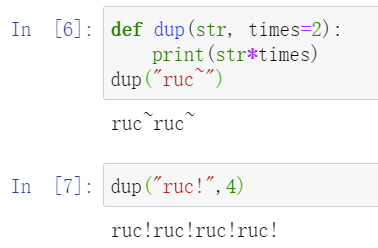 In [6]: def dup(str, times=2):
    print(str*times)
dup("ruc~")
ruc~ruc~
In [7]: dup("ruc!",4)
ruc!ruc!ruc!ruc!